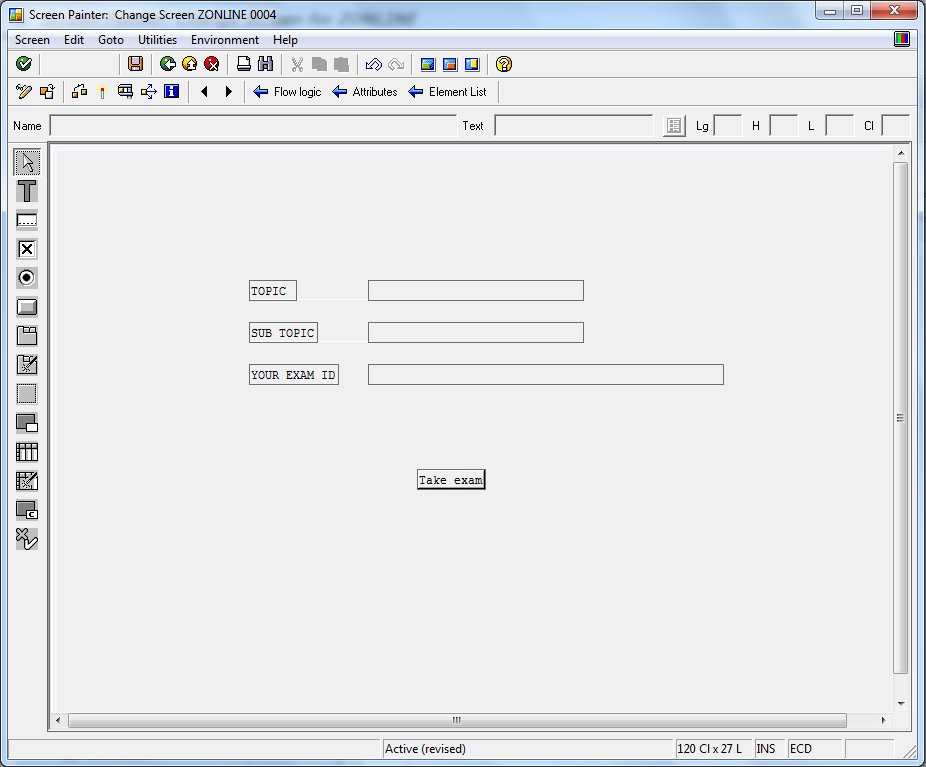 Screen Painter: Change Screen ZONLINE 0004
Screen Edit Goto Utilities Environment Help
Flow logic Attributes Element List
Name Text Lg H L Cl
TOPIC
SUB TOPIC
YOUR EXAM ID
Take exam
Active (revised) 120 Cl x 27 L INS ECD